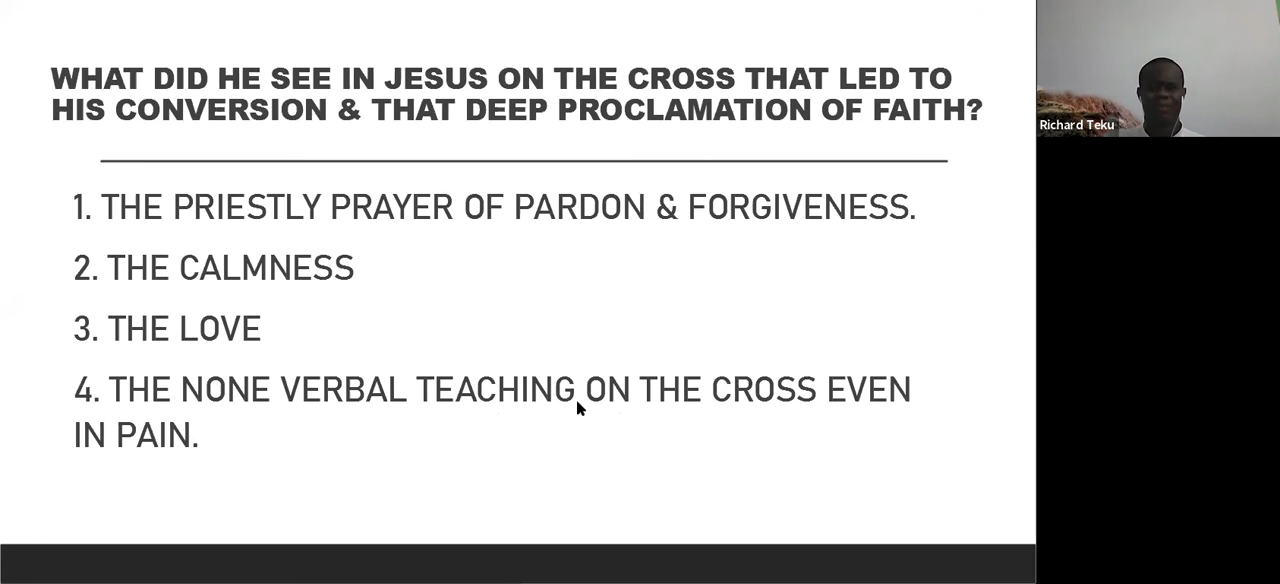 WHAT DID HE SEE IN JESUS ON THE CROSS THAT LED TO
HIS CONVERSION & THAT DEEP PROCLAMATION OF FAITH?
1. THE PRIESTLY PRAYER OF PARDON & FORGIVENESS.
2. THE CALMNESS
3. THE LOVE
4. THE NONE VERBAL TEACHING ON THE CROSS EVEN
IN PAIN.
Richard Teku